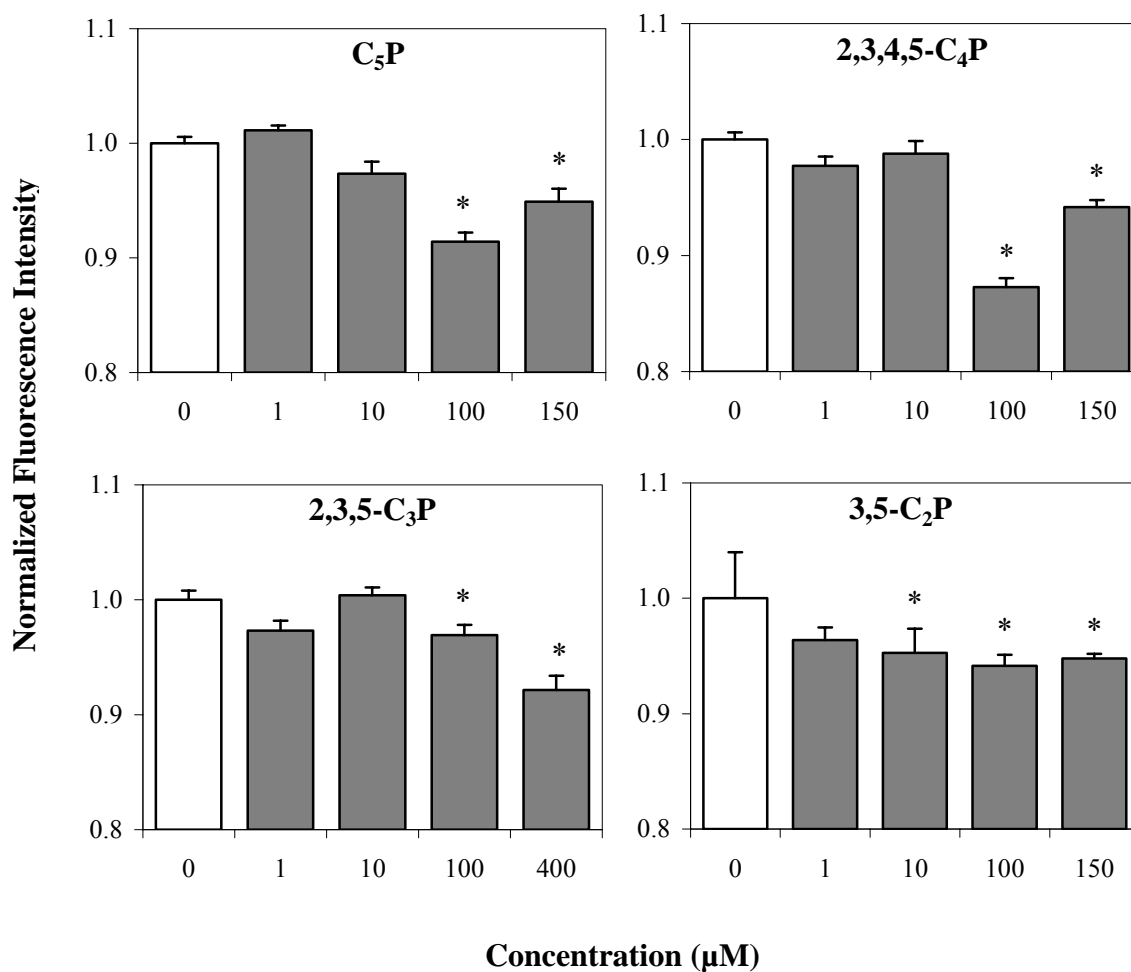 Normalized Fluorescence Intensity
C₅P
1.1
1.0
0.9
0.8
*
*
0 1 10 100 150
2,3,4,5-C₄P
1.1
1.0
0.9
0.8
*
*
0 1 10 100 150
2,3,5-C₃P
1.1
1.0
0.9
0.8
*
*
0 1 10 100 400
3,5-C₂P
1.1
1.0
0.9
0.8
* * *
0 1 10 100 150
Concentration (µM)